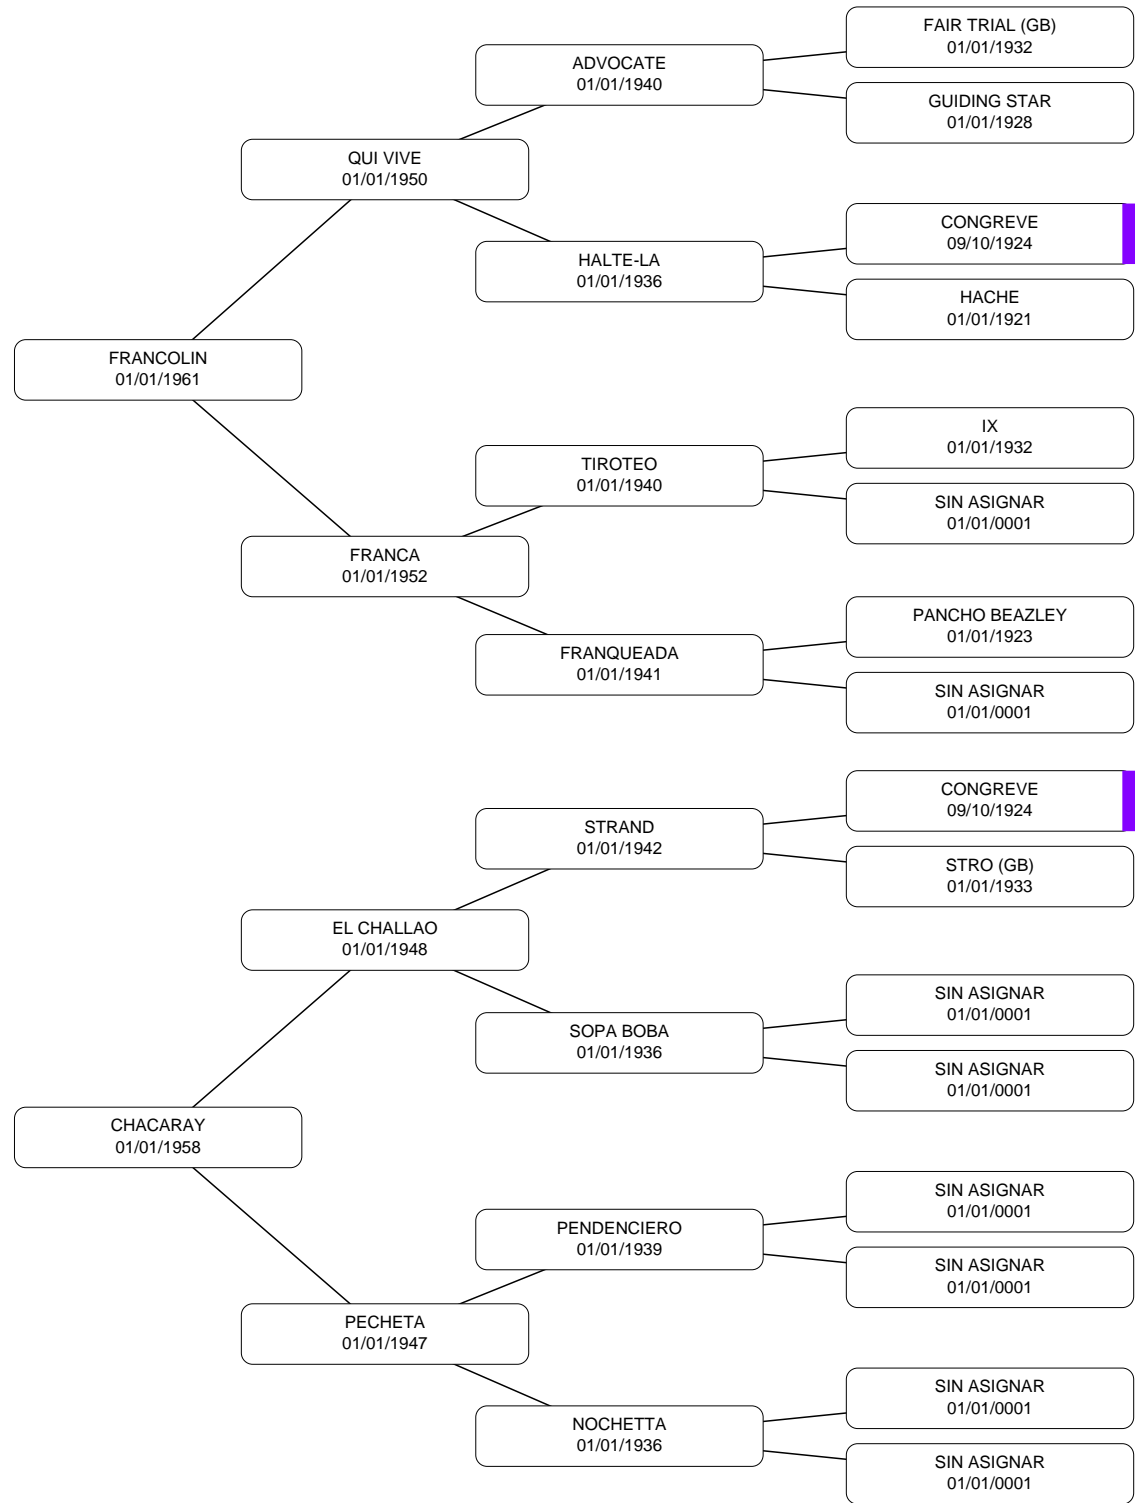 FAIR TRIAL (GB)
01/01/1932
ADVOCATE
01/01/1940
GUIDING STAR
01/01/1928
QUI VIVE
01/01/1950
CONGREVE
09/10/1924
HALTE-LA
01/01/1936
HACHE
01/01/1921
FRANCOLIN
01/01/1961
IX
01/01/1932
TIROTEO
01/01/1940
SIN ASIGNAR
01/01/0001
FRANCA
01/01/1952
PANCHO BEAZLEY
01/01/1923
FRANQUEADA
01/01/1941
SIN ASIGNAR
01/01/0001
CONGREVE
09/10/1924
STRAND
01/01/1942
STRO (GB)
01/01/1933
EL CHALLAO
01/01/1948
SIN ASIGNAR
01/01/0001
SOPA BOBA
01/01/1936
SIN ASIGNAR
01/01/0001
CHACARAY
01/01/1958
SIN ASIGNAR
01/01/0001
PENDENCIERO
01/01/1939
SIN ASIGNAR
01/01/0001
PECHETA
01/01/1947
SIN ASIGNAR
01/01/0001
NOCHETTA
01/01/1936
SIN ASIGNAR
01/01/0001